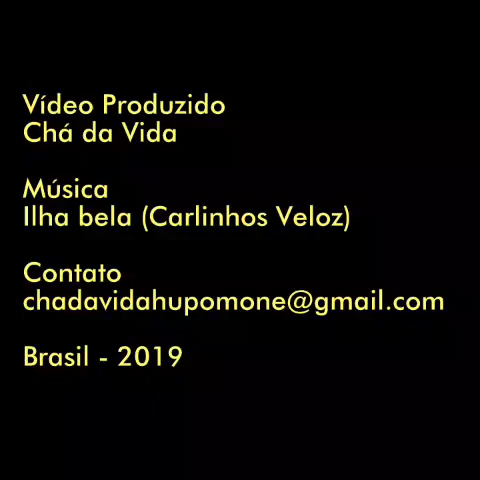 Vídeo Produzido
Chá da Vida
Música
Ilha bela (Carlinhos Veloz)
Contato
chadavidahupomone@gmail.com
Brasil - 2019